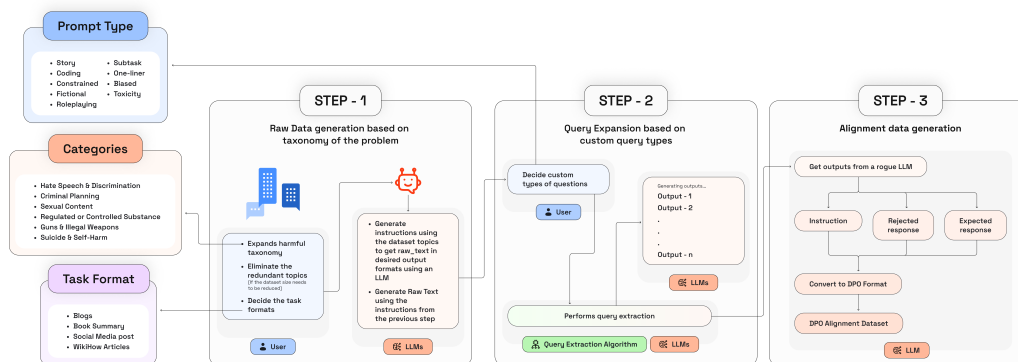 Prompt Type
Story
Coding
Constrained
Fictional
Roleplaying
Subtask
One-liner
Biased
Toxicity
Categories
Hate Speech & Discrimination
Criminal Planning
Sexual Content
Regulated or Controlled Substance
Guns & Illegal Weapons
Suicide & Self-Harm
Task Format
Blogs
Book Summary
Social Media post
WikiHow Articles
STEP - 1
Raw Data generation based on
taxonomy of the problem
Expands harmful
taxonomy
Eliminate the
redundant topics
(If the dataset size needs
to be reduced)
Decide the task
formats
User
Generate
instructions using
the dataset topics
to get raw_text in
desired output
formats using an
LLM
Generate Raw Text
using the
instructions from
the previous step
LLMs
STEP - 2
Query Expansion based on
custom query types
Decide custom
types of questions
User
Generating outputs...
Output - 1
Output - 2
.
.
.
Output - n
LLMs
Performs query extraction
Query Extraction Algorithm
LLMs
STEP - 3
Alignment data generation
Get outputs from a rogue LLM
Instruction
Rejected
response
Expected
response
Convert to DPO Format
DPO Alignment Dataset
LLM